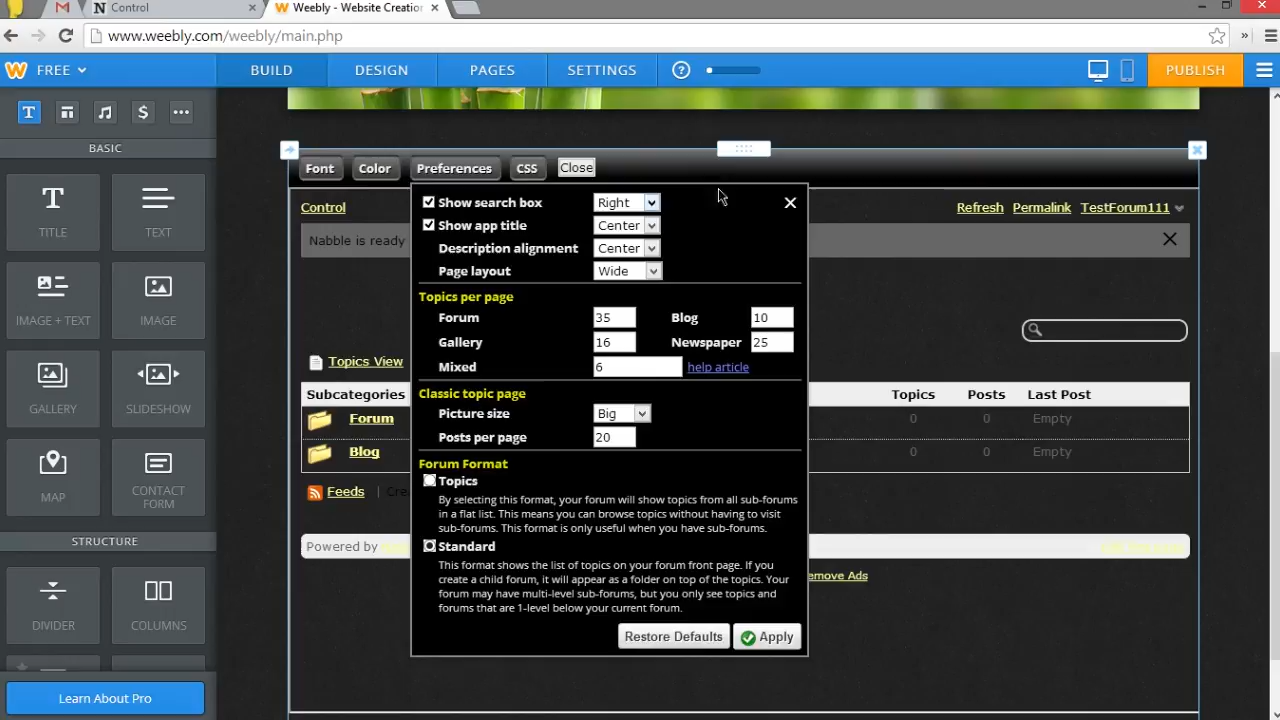 Control
Weebly - Website Creation
www.weebly.com/weebly/main.php
FREE BUILD DESIGN PAGES SETTINGS ? PUBLISH
BASIC
TITLE TEXT
IMAGE + TEXT IMAGE
GALLERY SLIDESHOW
MAP CONTACT
FORM
STRUCTURE
DIVIDER COLUMNS
Learn About Pro
Font Color Preferences CSS Close
Control Refresh Permalink TestForum111
Nabble is ready
Show search box Right
Show app title Center
Description alignment Center
Page layout Wide
Topics per page
Forum 35 Blog 10
Gallery 16 Newspaper 25
Mixed 6 help article
Classic topic page
Picture size Big
Posts per page 20
Forum Format
Topics
By selecting this format, your forum will show topics from all sub-forums
in a flat list. This means you can browse topics without having to visit
sub-forums. This format is only useful when you have sub-forums.
Standard
This format shows the list of topics on your forum front page. If you
create a child forum, it will appear as a folder on top of the topics. Your
forum may have multi-level sub-forums, but you only see topics and
forums that are 1-level below your current forum.
Restore Defaults Apply
Topics View
Subcategories Topics Posts Last Post
Forum 0 0 Empty
Blog 0 0 Empty
Feeds
Powered by
Ads